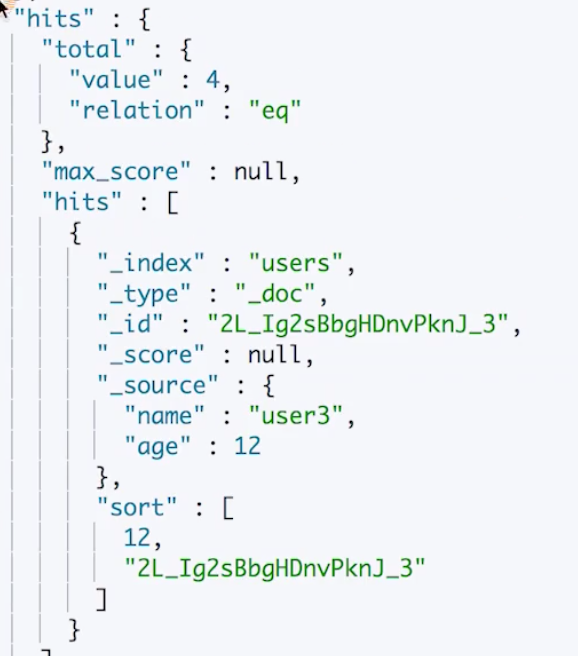 "hits" : {
"total" : {
"value" : 4,
"relation" : "eq"
},
"max_score" : null,
"hits" : [
{
"_index" : "users",
"_type" : "_doc",
"_id" : "2L_Ig2sBbgHDnvPknJ_3",
"_score" : null,
"_source" : {
"name" : "user3",
"age" : 12
},
"sort" : [
12,
"2L_Ig2sBbgHDnvPknJ_3"
]
}
]